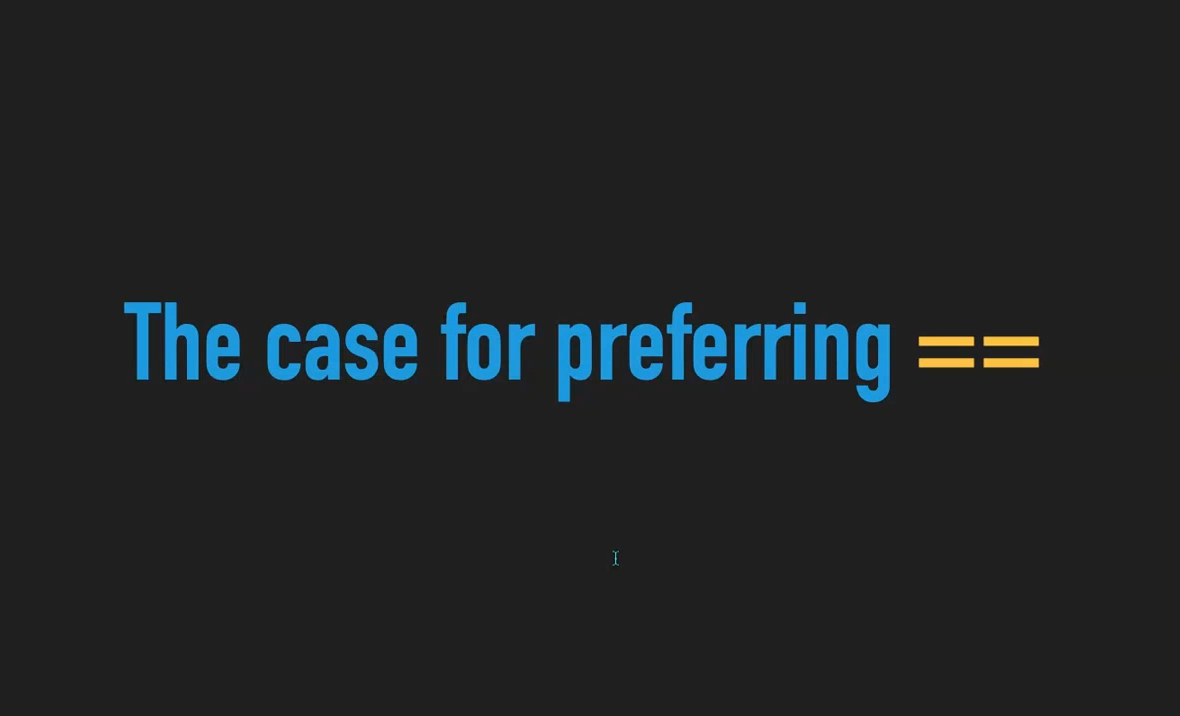 The case for preferring ==